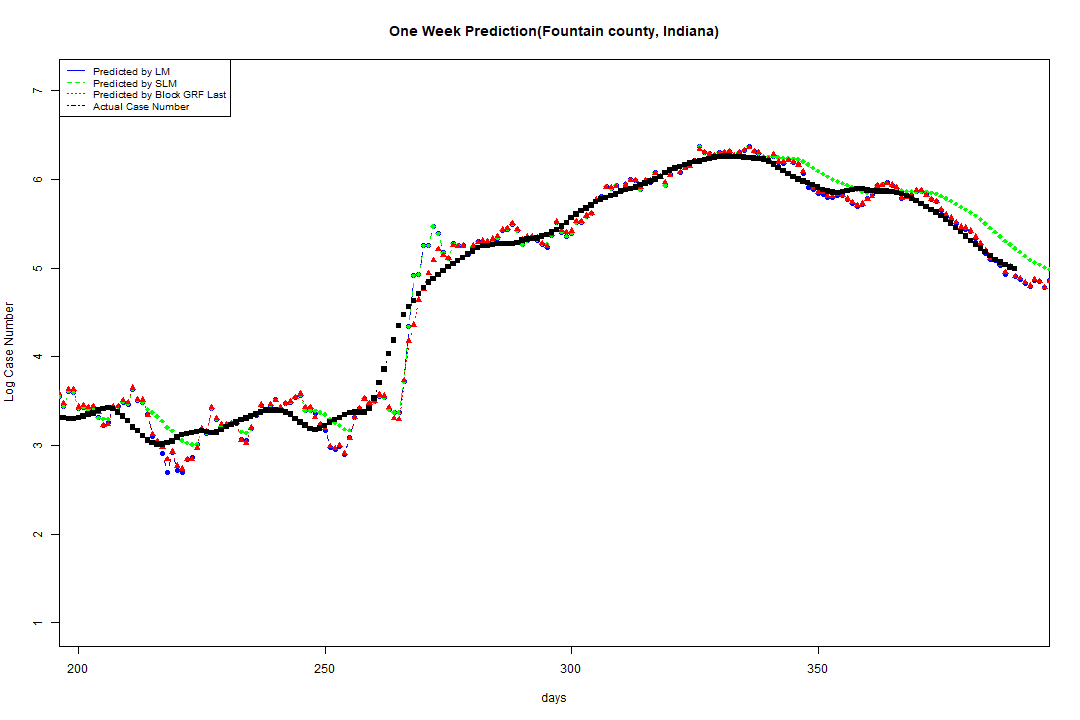 One Week Prediction(Fountain county, Indiana)
Predicted by LM
Predicted by SLM
Predicted by Block GRF Last
Actual Case Number
7
6
5
4
3
2
1
Log Case Number
200 250 300 350
days